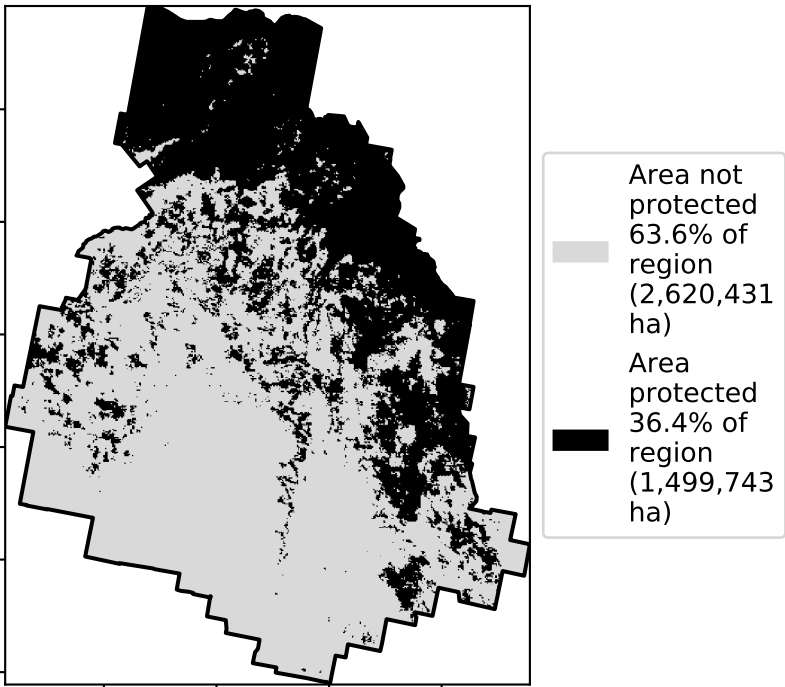 Area not
protected
63.6% of
region
(2,620,431
ha)
Area
protected
36.4% of
region
(1,499,743
ha)